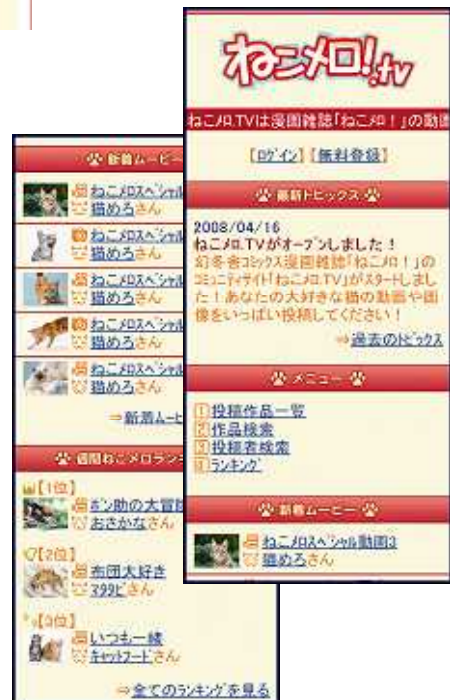 ねこメロ!.tv
ねこメロ.TVは漫画雑誌「ねこメロ!」の動画
[ログイン] [無料登録]
最新トピックス
2008/04/16
ねこメロ.TVがオープンしました!
幻冬舎コミックス漫画雑誌「ねこメロ!」の
コミュニティサイト「ねこメロ.TV」がスタートしまし
た!あなたの大好きな猫の動画や画
像をいっぱい投稿してください!
⇒過去のトピックス
メニュー
1 投稿作品一覧
2 作品検索
3 投稿者検索
4 ランキング
新着ムービー
ねこメロスペシャル動画3
猫めろさん
新着ムービー
ねこメロスペシャル
猫めろさん
ねこメロスペシャル
猫めろさん
ねこメロスペシャル
猫めろさん
ねこメロスペシャル
猫めろさん
ねこメロスペシャル
猫めろさん
⇒新着ムービ
週間ねこメロラン
【1位】
ポン助の大冒険
おさかなさん
【2位】
布団大好き
マタタビさん
【3位】
いつも一緒
キャットフードさん
⇒全てのランキングを見る